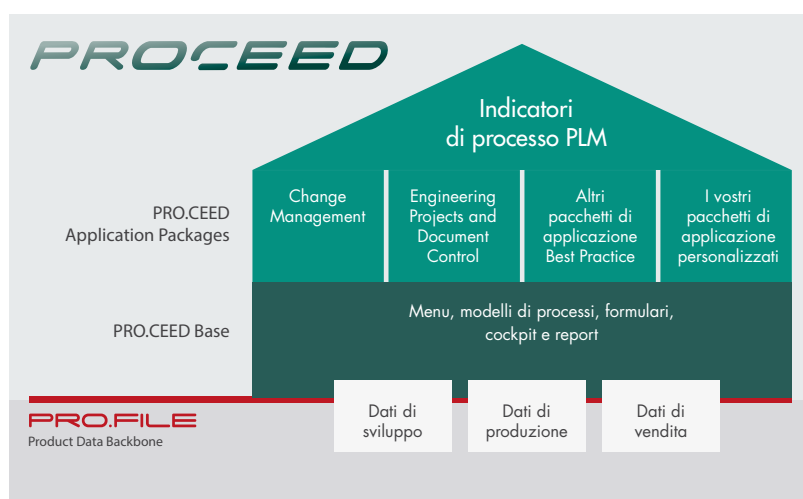 PROCEED
Indicatori
di processo PLM
PRO.CEED
Application Packages
Change
Management
Engineering
Projects and
Document
Control
Altri
pacchetti di
applicazione
Best Practice
I vostri
pacchetti di
applicazione
personalizzati
PRO.CEED Base
Menu, modelli di processi, formulari,
cockpit e report
PRO.FILE
Product Data Backbone
Dati di
sviluppo
Dati di
produzione
Dati di
vendita